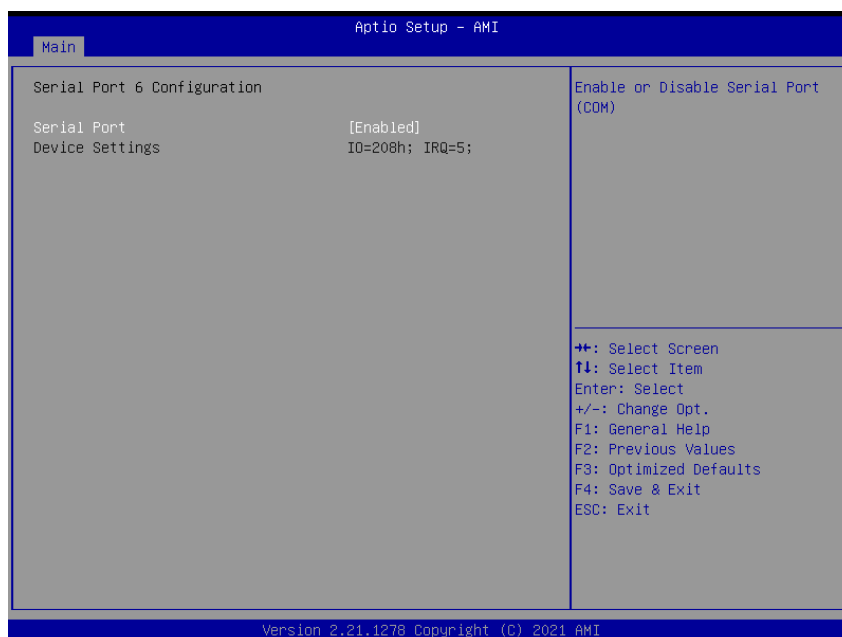 Aptio Setup – AMI
Main
Serial Port 6 Configuration
Serial Port [Enabled]
Device Settings IO=208h; IRQ=5;
Enable or Disable Serial Port
(COM)
→←: Select Screen
↑↓: Select Item
Enter: Select
+/-: Change Opt.
F1: General Help
F2: Previous Values
F3: Optimized Defaults
F4: Save & Exit
ESC: Exit
Version 2.21.1278 Copyright (C) 2021 AMI